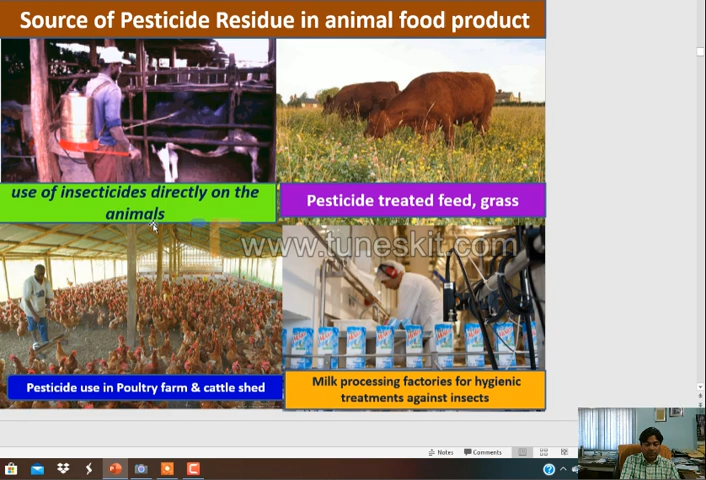 Source of Pesticide Residue in animal food product
use of insecticides directly on the
animals
Pesticide treated feed, grass
www.tuneskit.com
Pesticide use in Poultry farm & cattle shed
Milk processing factories for hygienic
treatments against insects
Notes
Comments